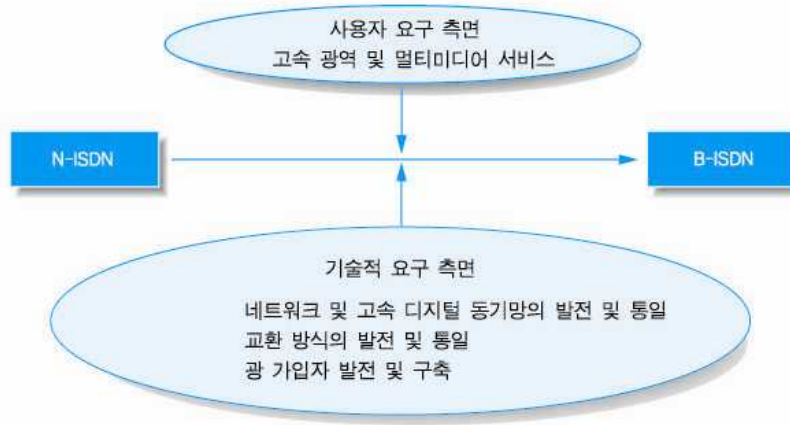 사용자 요구 측면
고속 광역 및 멀티미디어 서비스
N-ISDN
B-ISDN
기술적 요구 측면
네트워크 및 고속 디지털 동기망의 발전 및 통일
교환 방식의 발전 및 통일
광 가입자 발전 및 구축